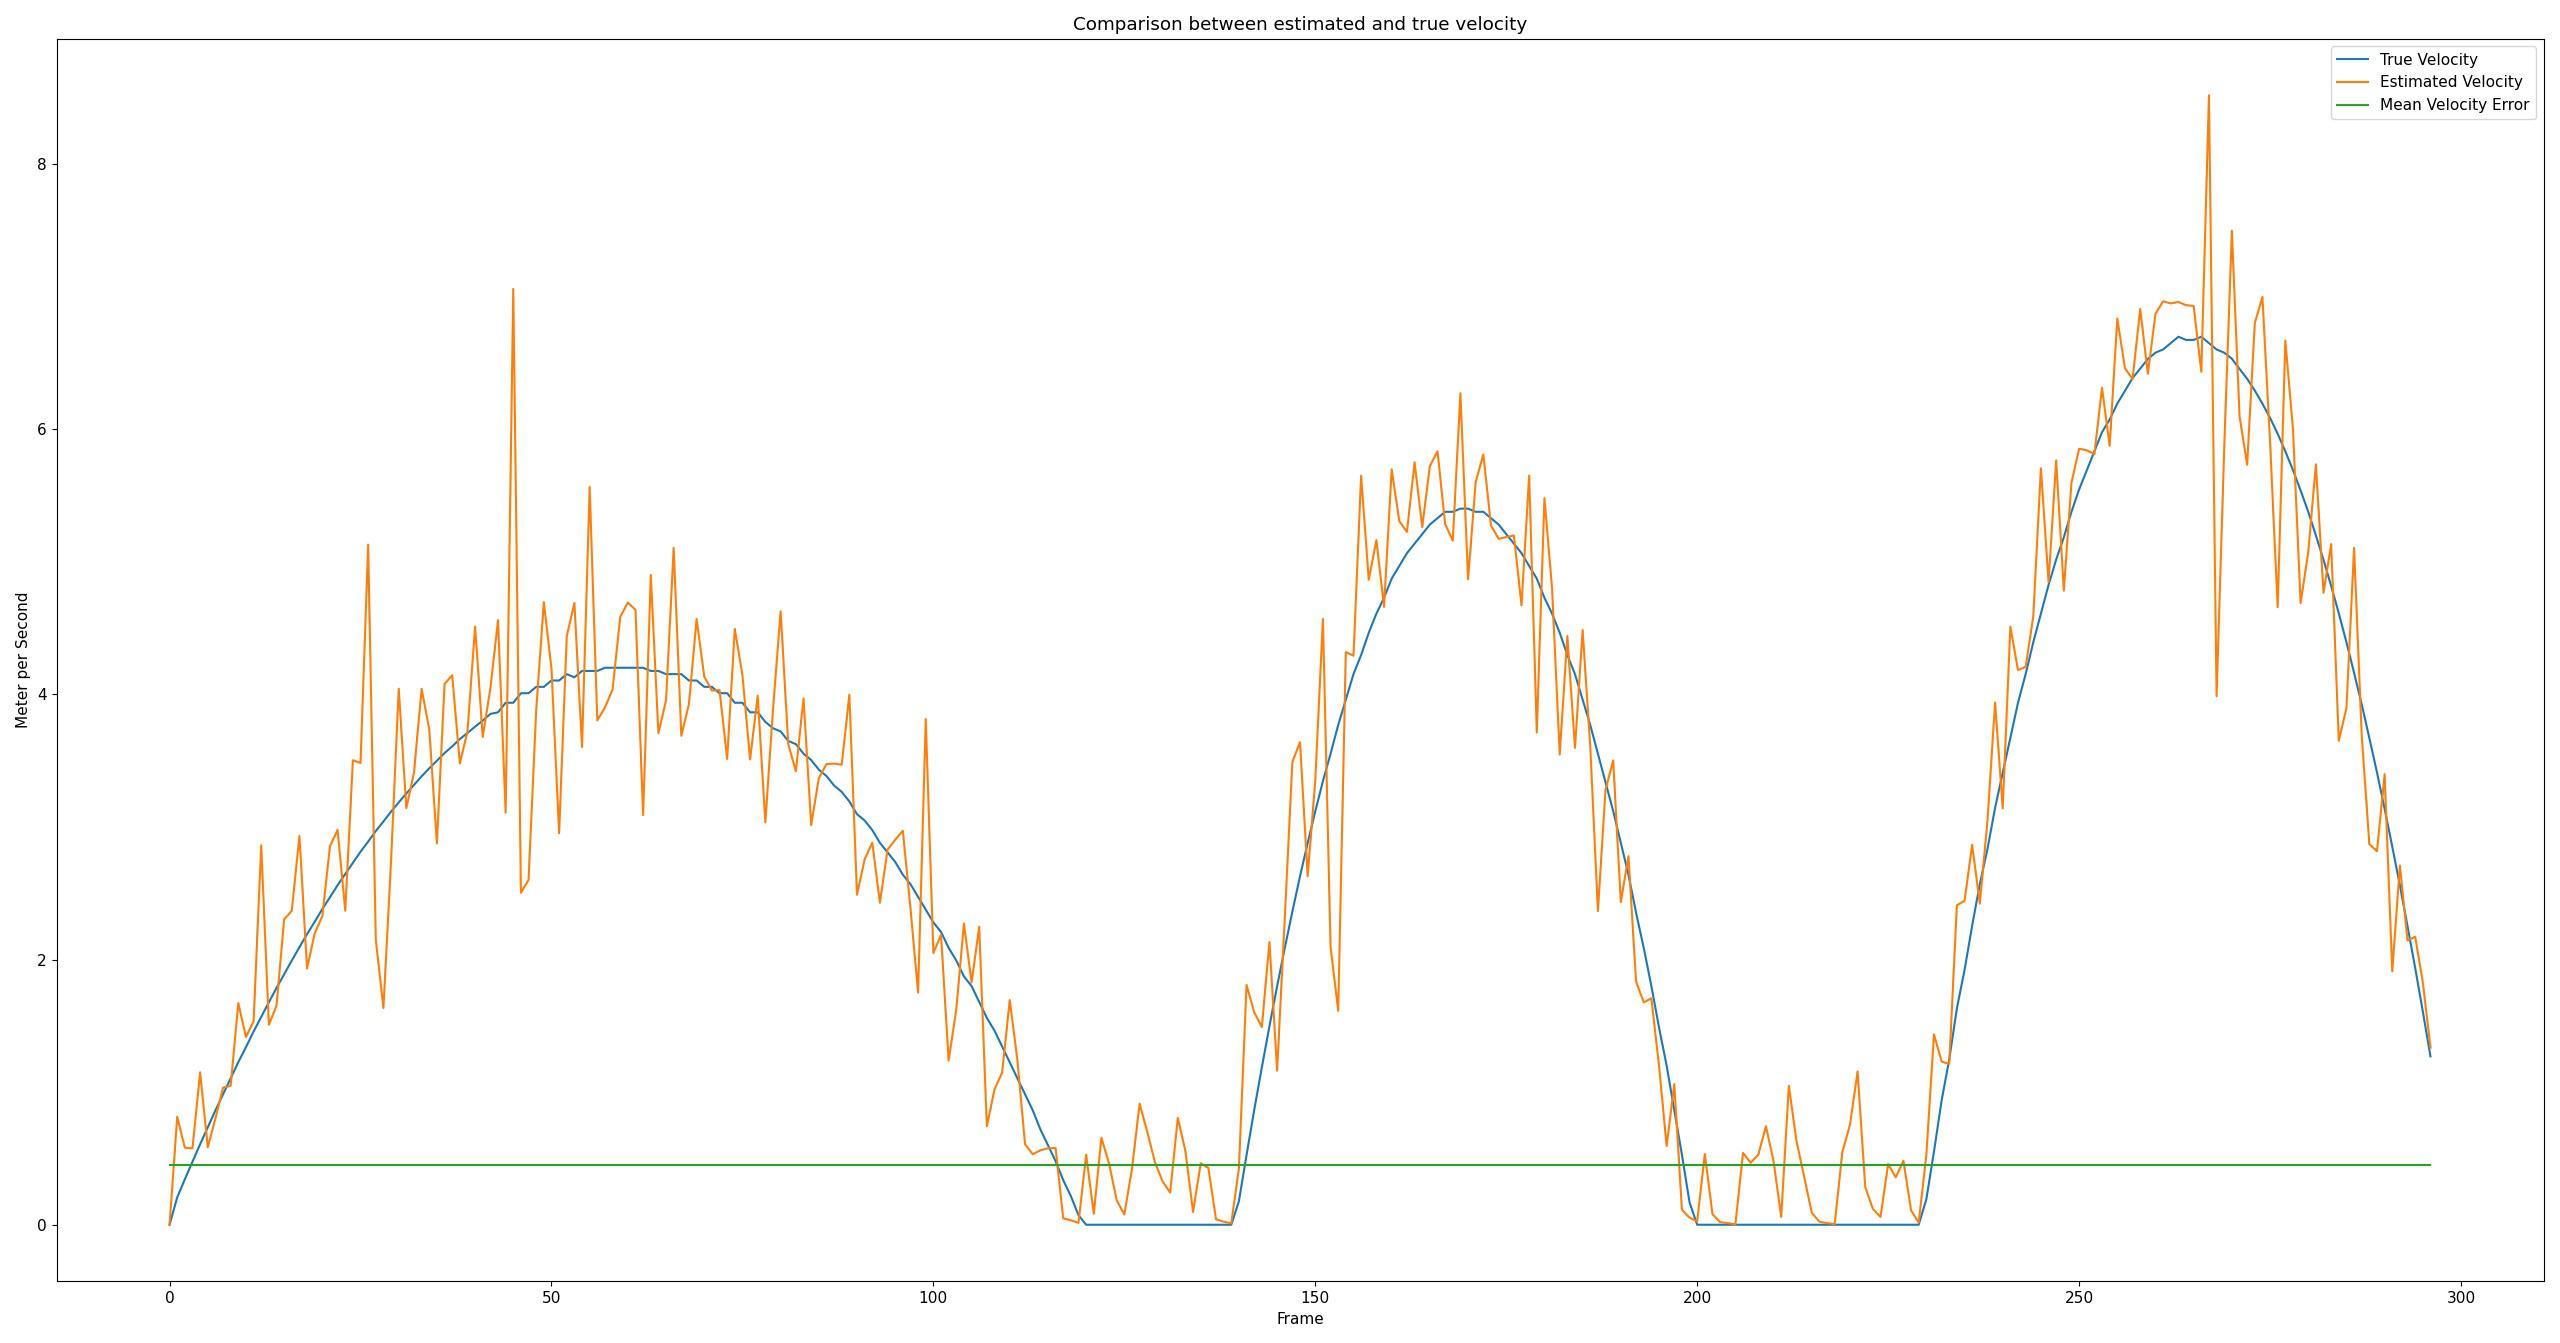 Comparison between estimated and true velocity
True Velocity
Estimated Velocity
Mean Velocity Error
Meter per Second
8
6
4
2
0
0
50
100
150
200
250
300
Frame